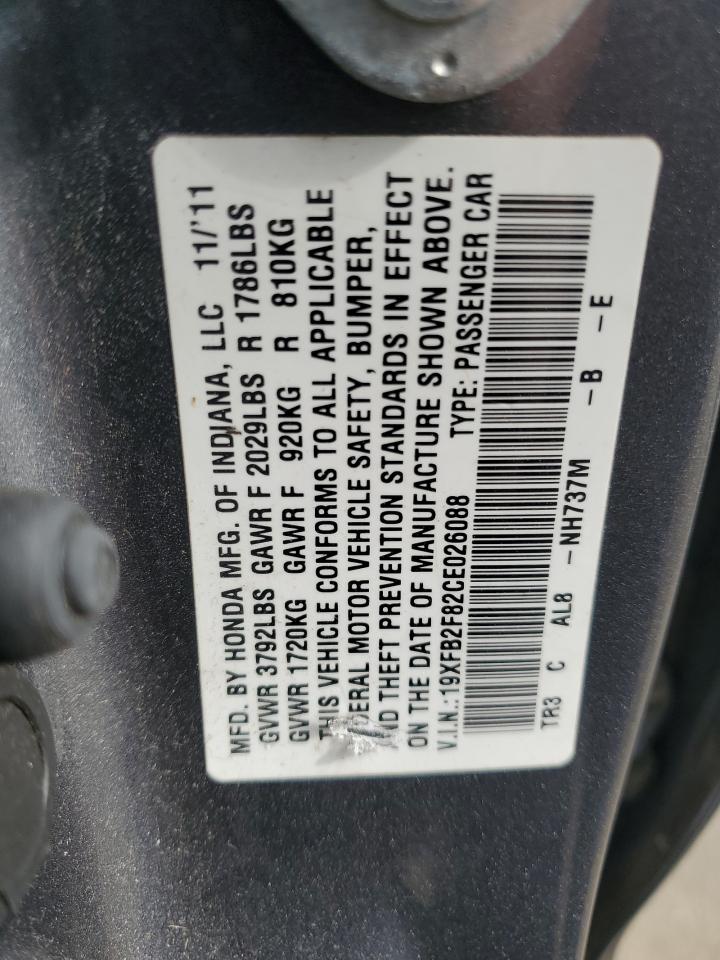 MFD. BY HONDA MFG. OF INDIANA, LLC 11/'11
GVWR 3792LBS GAWR F 2029LBS R 1786LBS
GVWR 1720KG GAWR F 920KG R 810KG
THIS VEHICLE CONFORMS TO ALL APPLICABLE
FEDERAL MOTOR VEHICLE SAFETY, BUMPER,
AND THEFT PREVENTION STANDARDS IN EFFECT
ON THE DATE OF MANUFACTURE SHOWN ABOVE.
V.I.N.:19XFB2F82CE026088 TYPE: PASSENGER CAR
TR3 C AL8 -NH737M -B -E